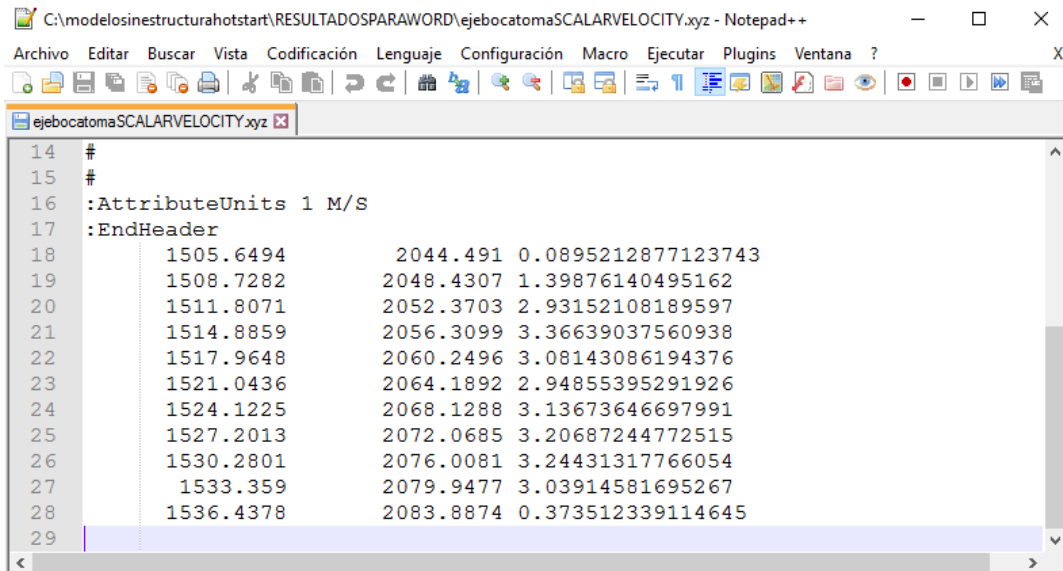 C:\modelosinestructurahotstart\RESULTADOSPARAWORD\ejebocatomaSCALARVELOCITY.xyz - Notepad++
Archivo Editar Buscar Vista Codificación Lenguaje Configuración Macro Ejecutar Plugins Ventana ? X
ejebocatomaSCALARVELOCITY.xyz
14 #
15 #
16 :AttributeUnits 1 M/S
17 :EndHeader
18 1505.6494 2044.491 0.0895212877123743
19 1508.7282 2048.4307 1.39876140495162
20 1511.8071 2052.3703 2.93152108189597
21 1514.8859 2056.3099 3.36639037560938
22 1517.9648 2060.2496 3.08143086194376
23 1521.0436 2064.1892 2.94855395291926
24 1524.1225 2068.1288 3.13673646697991
25 1527.2013 2072.0685 3.20687244772515
26 1530.2801 2076.0081 3.24431317766054
27 1533.359 2079.9477 3.03914581695267
28 1536.4378 2083.8874 0.373512339114645
29